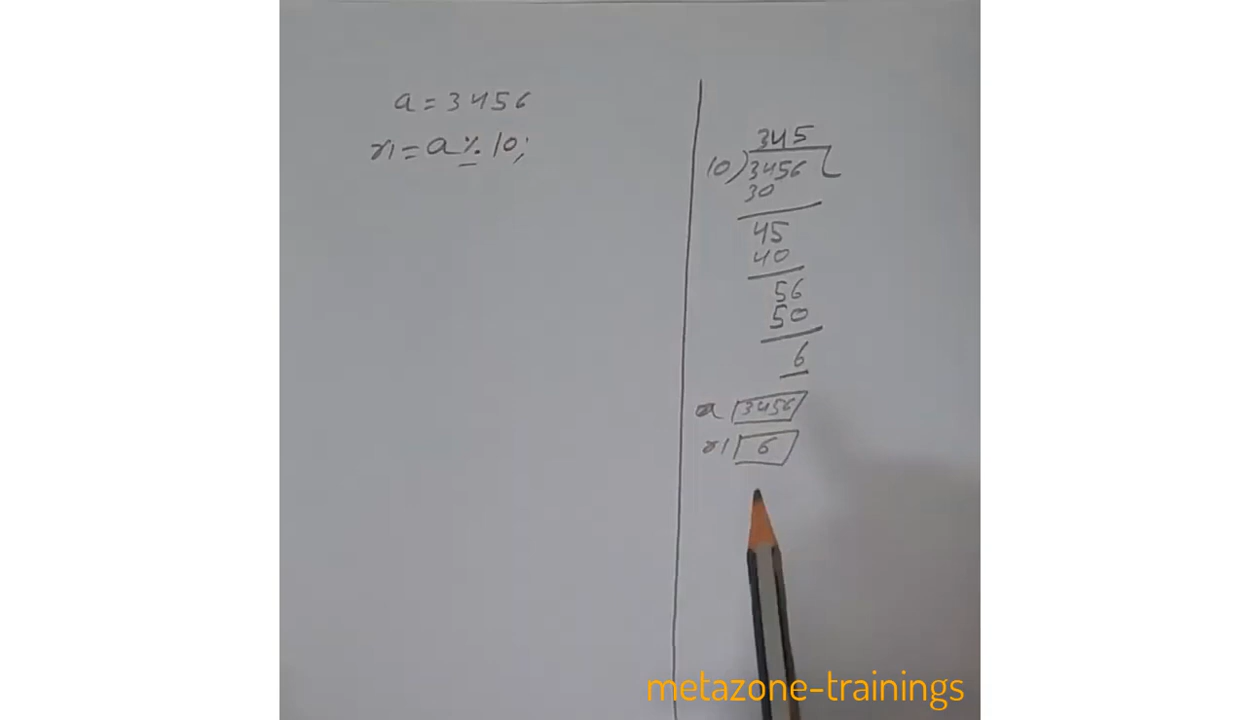 a = 3456
r1 = a % 10;
345
10) 3456 (
30
45
40
56
50
6
a 3456
r1 6
metazone-trainings